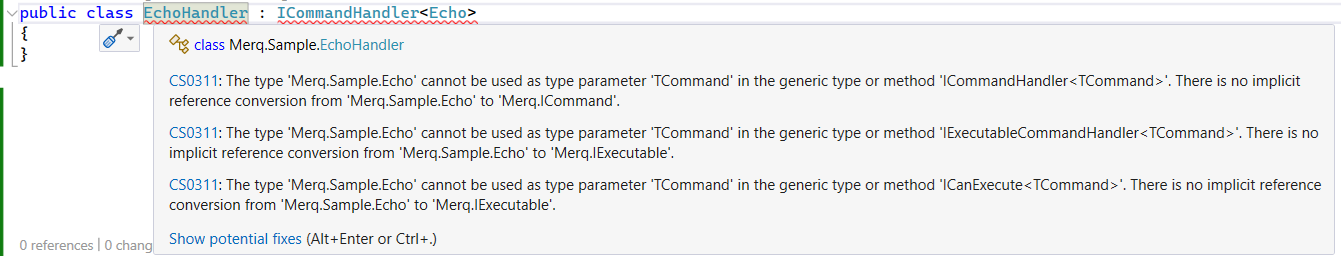 public class EchoHandler : ICommandHandler<Echo>
{
}
class Merq.Sample.EchoHandler
CS0311: The type 'Merq.Sample.Echo' cannot be used as type parameter 'TCommand' in the generic type or method 'ICommandHandler<TCommand>'. There is no implicit
reference conversion from 'Merq.Sample.Echo' to 'Merq.ICommand'.
CS0311: The type 'Merq.Sample.Echo' cannot be used as type parameter 'TCommand' in the generic type or method 'IExecutableCommandHandler<TCommand>'. There is no
implicit reference conversion from 'Merq.Sample.Echo' to 'Merq.IExecutable'.
CS0311: The type 'Merq.Sample.Echo' cannot be used as type parameter 'TCommand' in the generic type or method 'ICanExecute<TCommand>'. There is no implicit reference
conversion from 'Merq.Sample.Echo' to 'Merq.IExecutable'.
Show potential fixes (Alt+Enter or Ctrl+.)
0 references | 0 chang